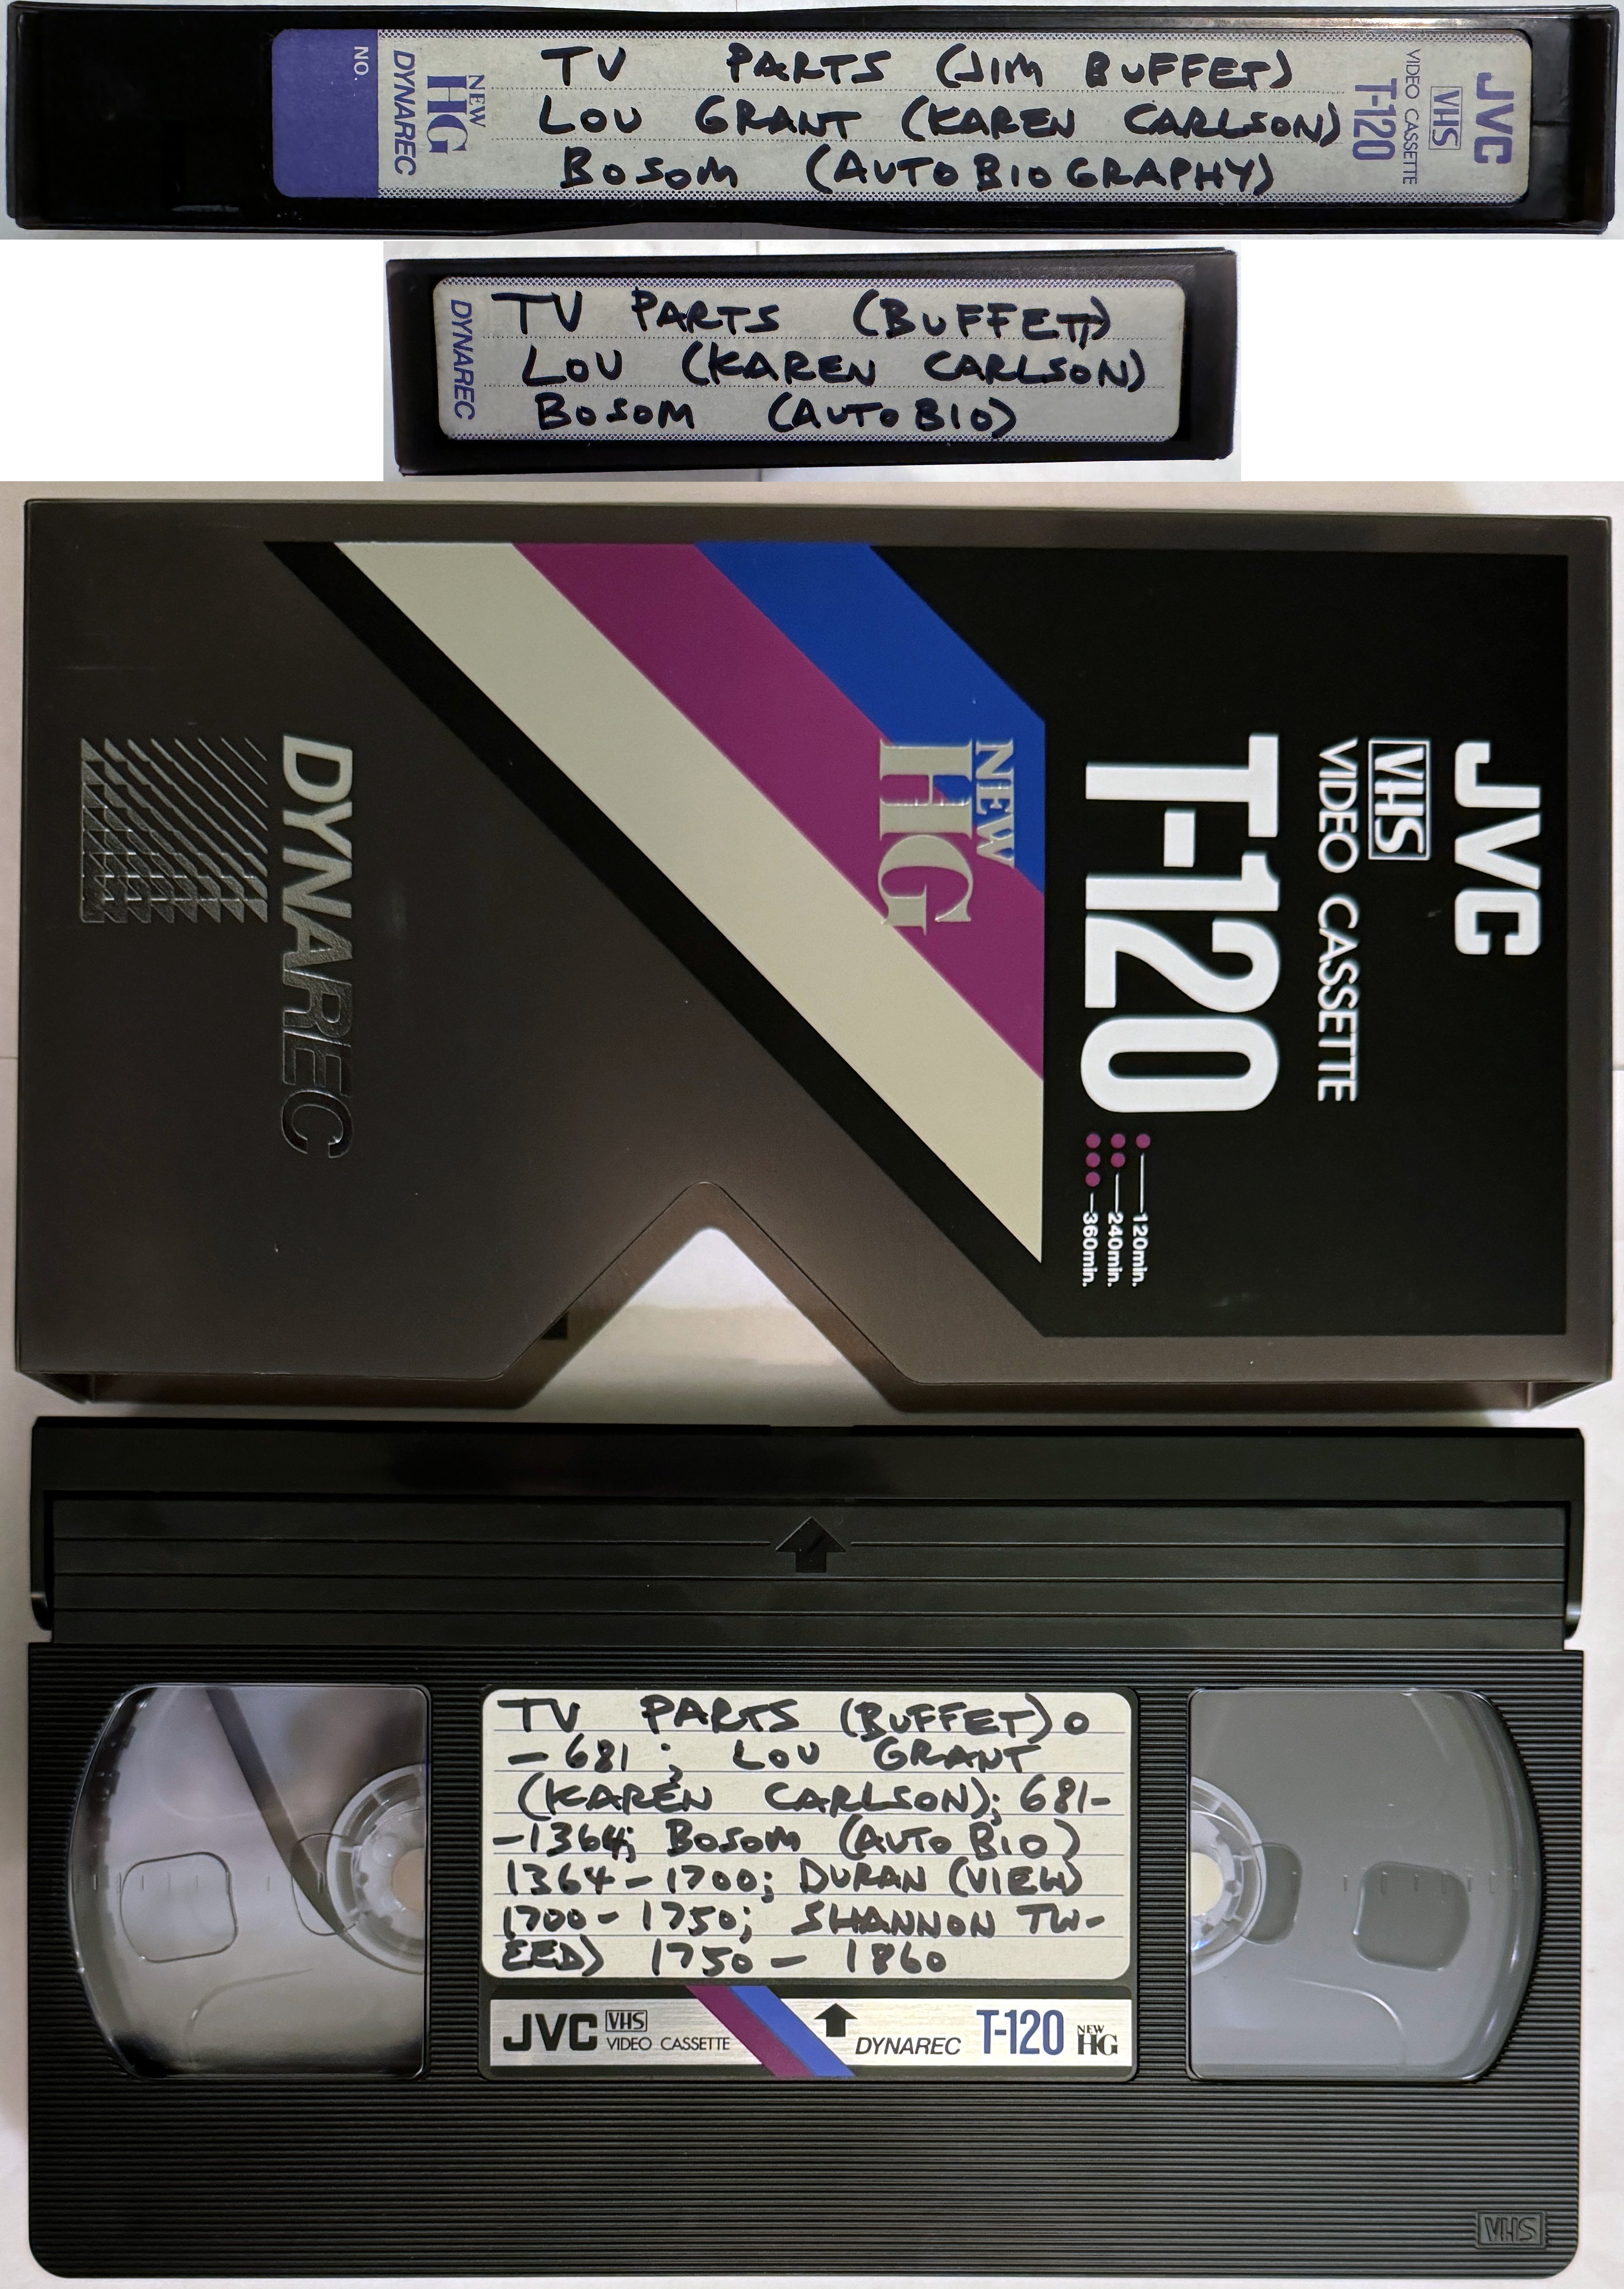 NO.
DYNAREC
NEW
HG
TV PARTS (JIM BUFFET)
LOU GRANT (KAREN CARLSON)
BOSOM (AUTOBIOGRAPHY)
JVC
VHS
VIDEO CASSETTE
T-120
DYNAREC
TV PARTS (BUFFET)
LOU (KAREN CARLSON)
BOSOM (AUTO BIO)
JVC
VHS
VIDEO CASSETTE
T-120
120min.
240min.
360min.
NEW
HG
DYNAREC
TV PARTS (BUFFET) 0
- 681 ; LOU GRANT
(KAREN CARLSON); 681-
-1364; BOSOM (AUTO BIO)
1364-1700; DURAN (VIEW)
1700-1750; SHANNON TW-
EED) 1750 - 1860
JVC VHS VIDEO CASSETTE DYNAREC T-120 NEW HG
VHS